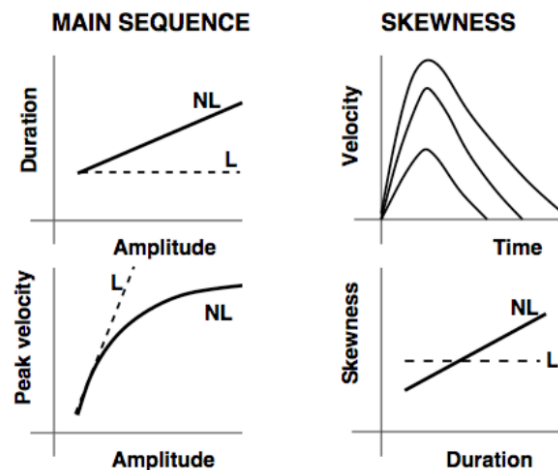 MAIN SEQUENCE
Duration
NL
L
Amplitude
Peak velocity
L
NL
Amplitude
SKEWNESS
Velocity
Time
Skewness
NL
L
Duration